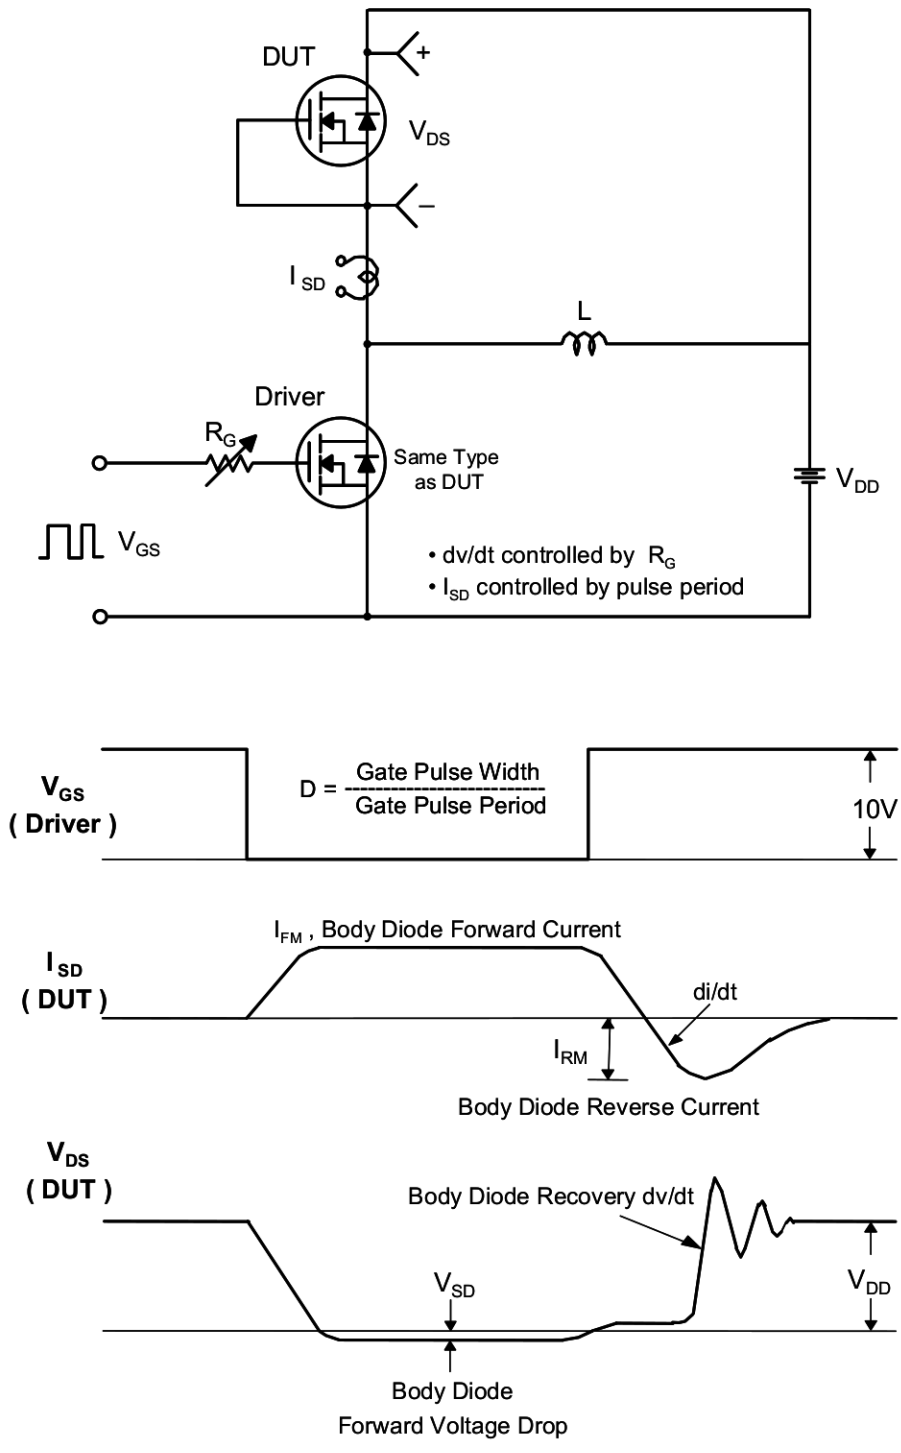 DUT
+
V_DS
−
I_SD
L
Driver
R_G
Same Type
as DUT
V_DD
V_GS
• dv/dt controlled by R_G
• I_SD controlled by pulse period
V_GS
( Driver )
D = Gate Pulse Width
Gate Pulse Period
10V
I_FM , Body Diode Forward Current
I_SD
( DUT )
di/dt
I_RM
Body Diode Reverse Current
V_DS
( DUT )
Body Diode Recovery dv/dt
V_SD
V_DD
Body Diode
Forward Voltage Drop